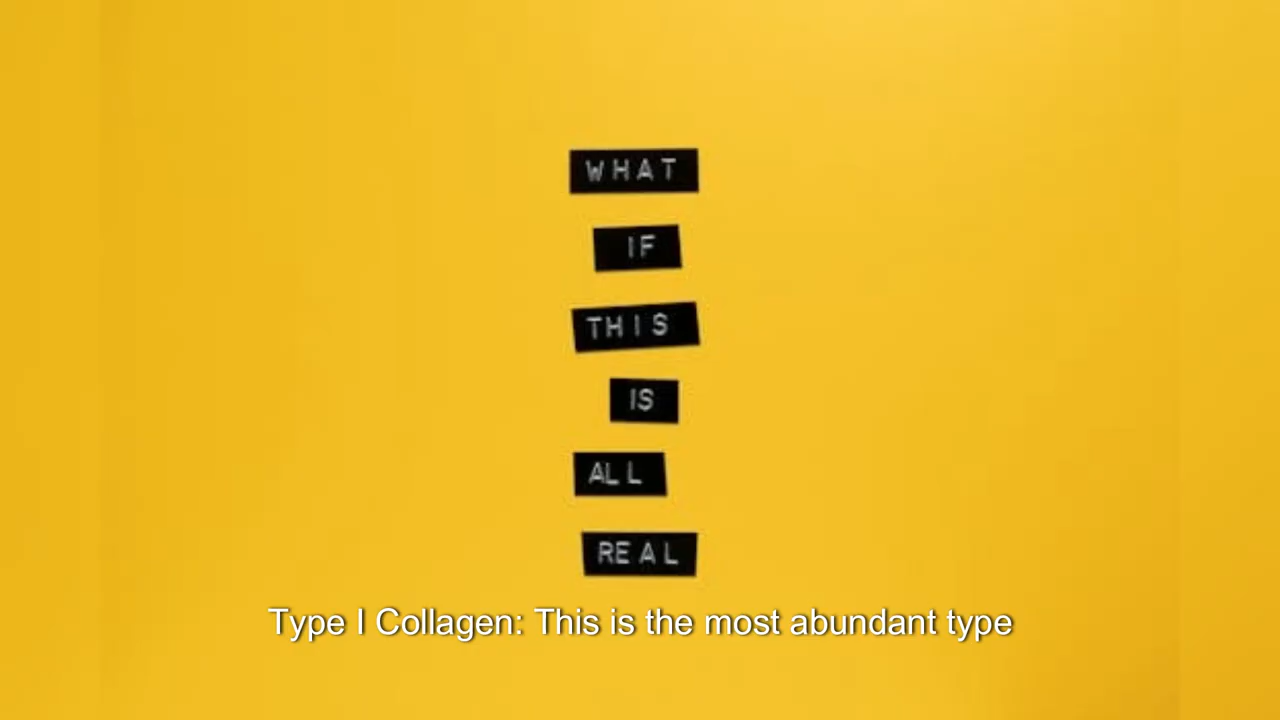 WHAT
IF
THIS
IS
ALL
REAL
Type I Collagen: This is the most abundant type